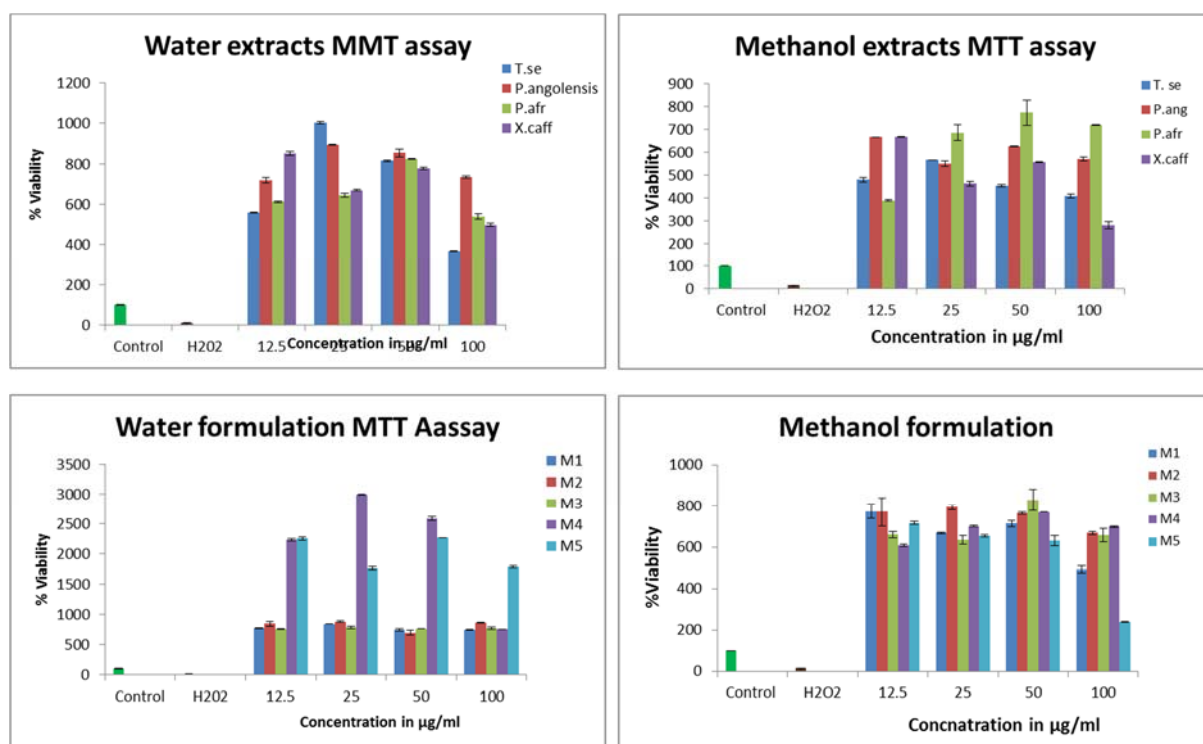 Water extracts MMT assay
T.se
P.angolensis
P.afr
X.caff
1200
1000
800
600
400
200
0
% Viability
Control H2O2 12.5 25 50 100
Concentration in µg/ml
Methanol extracts MTT assay
T. se
P.ang
P.afr
X.caff
900
800
700
600
500
400
300
200
100
0
% Viability
Control H2O2 12.5 25 50 100
Concentration in µg/ml
Water formulation MTT Aassay
M1
M2
M3
M4
M5
3500
3000
2500
2000
1500
1000
500
0
% Viability
Control H2O2 12.5 25 50 100
Concentration in µg/ml
Methanol formulation
M1
M2
M3
M4
M5
1000
800
600
400
200
0
%Viability
Control H2O2 12.5 25 50 100
Concnatration in µg/ml